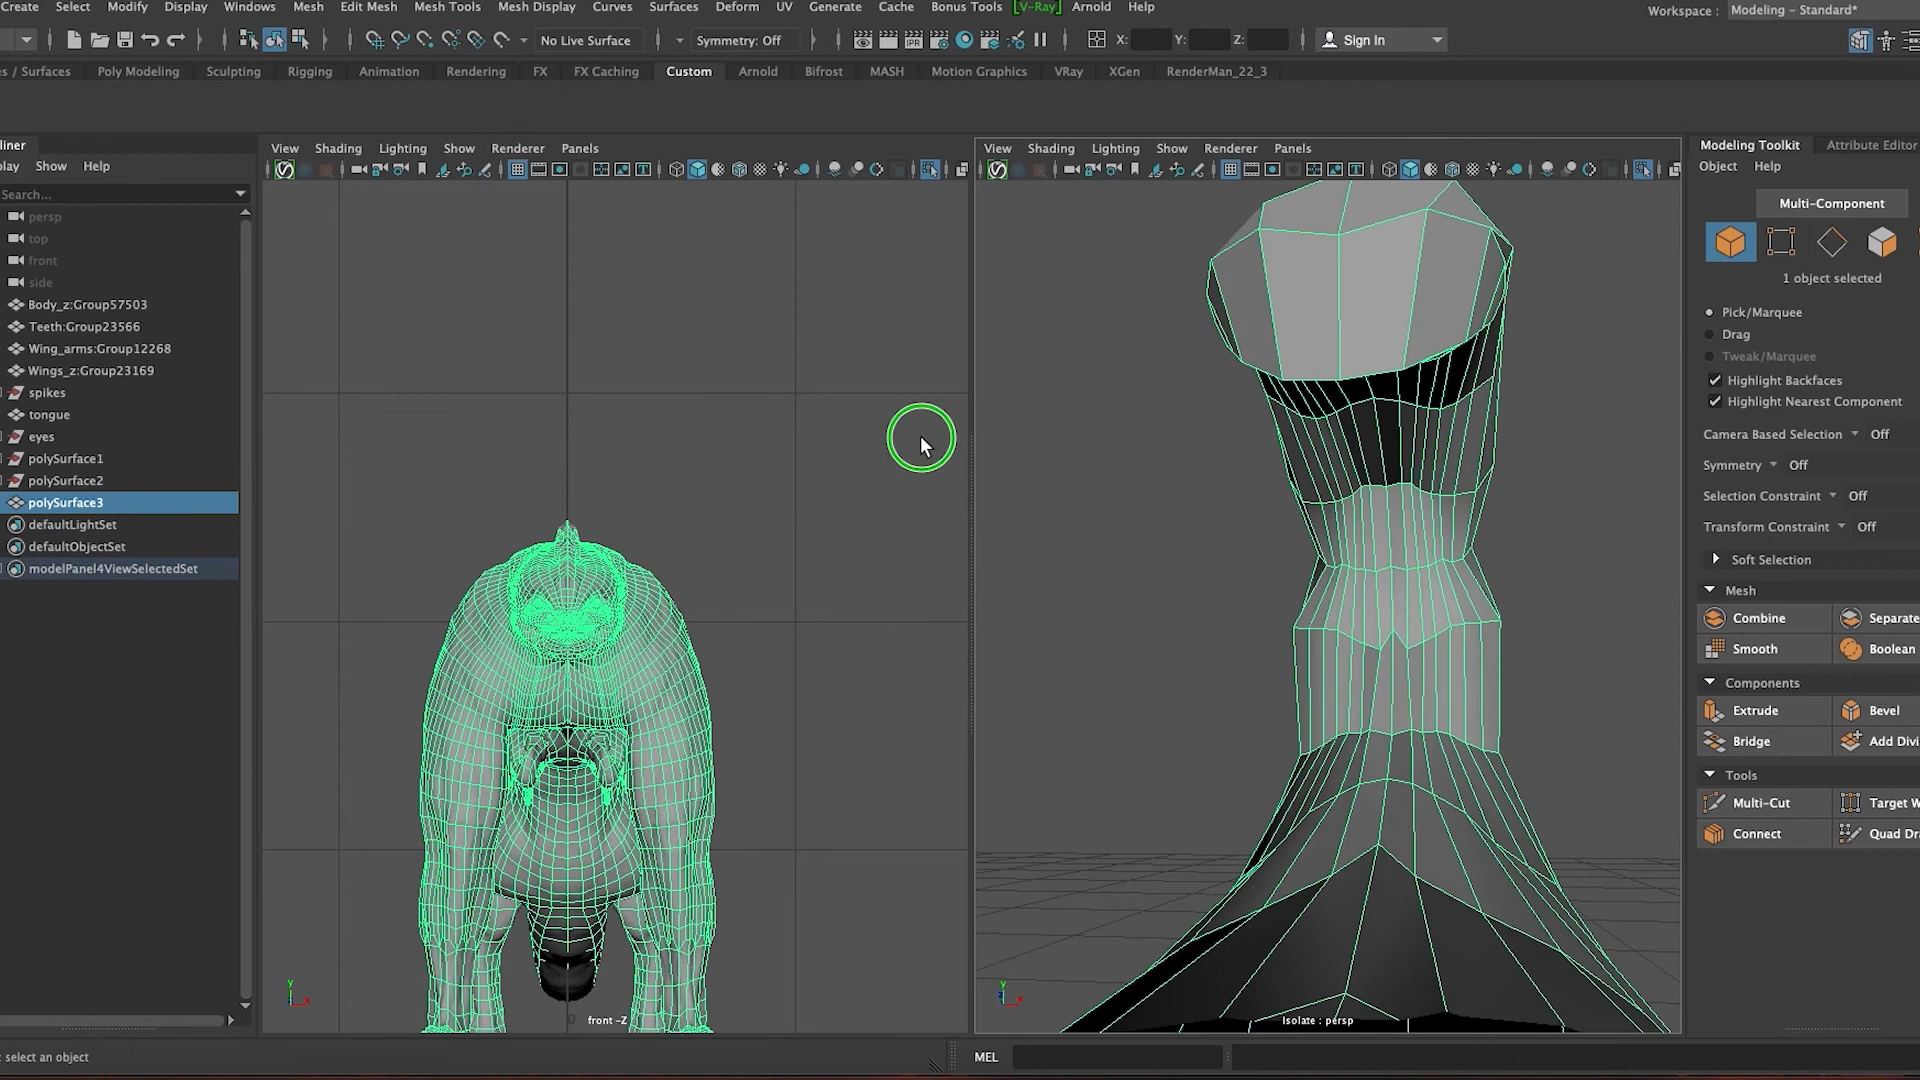 Create Select Modify Display Windows Mesh Edit Mesh Mesh Tools Mesh Display Curves Surfaces Deform UV Generate Cache Bonus Tools [V-Ray] Arnold Help
Workspace : Modeling - Standard*
No Live Surface Symmetry: Off IPR X: Y: Z: Sign In
s / Surfaces Poly Modeling Sculpting Rigging Animation Rendering FX FX Caching Custom Arnold Bifrost MASH Motion Graphics VRay XGen RenderMan_22_3
liner
play Show Help
Search...
persp
top
front
side
Body_z:Group57503
Teeth:Group23566
Wing_arms:Group12268
Wings_z:Group23169
spikes
tongue
eyes
polySurface1
polySurface2
polySurface3
defaultLightSet
defaultObjectSet
modelPanel4ViewSelectedSet
View Shading Lighting Show Renderer Panels
y
x
front -Z
View Shading Lighting Show Renderer Panels
y
z x
Isolate : persp
Modeling Toolkit Attribute Editor
Object Help
Multi-Component
1 object selected
Pick/Marquee
Drag
Tweak/Marquee
Highlight Backfaces
Highlight Nearest Component
Camera Based Selection Off
Symmetry Off
Selection Constraint Off
Transform Constraint Off
Soft Selection
Mesh
Combine Separate
Smooth Boolean
Components
Extrude Bevel
Bridge Add Divi
Tools
Multi-Cut Target W
Connect Quad Dr
select an object
MEL